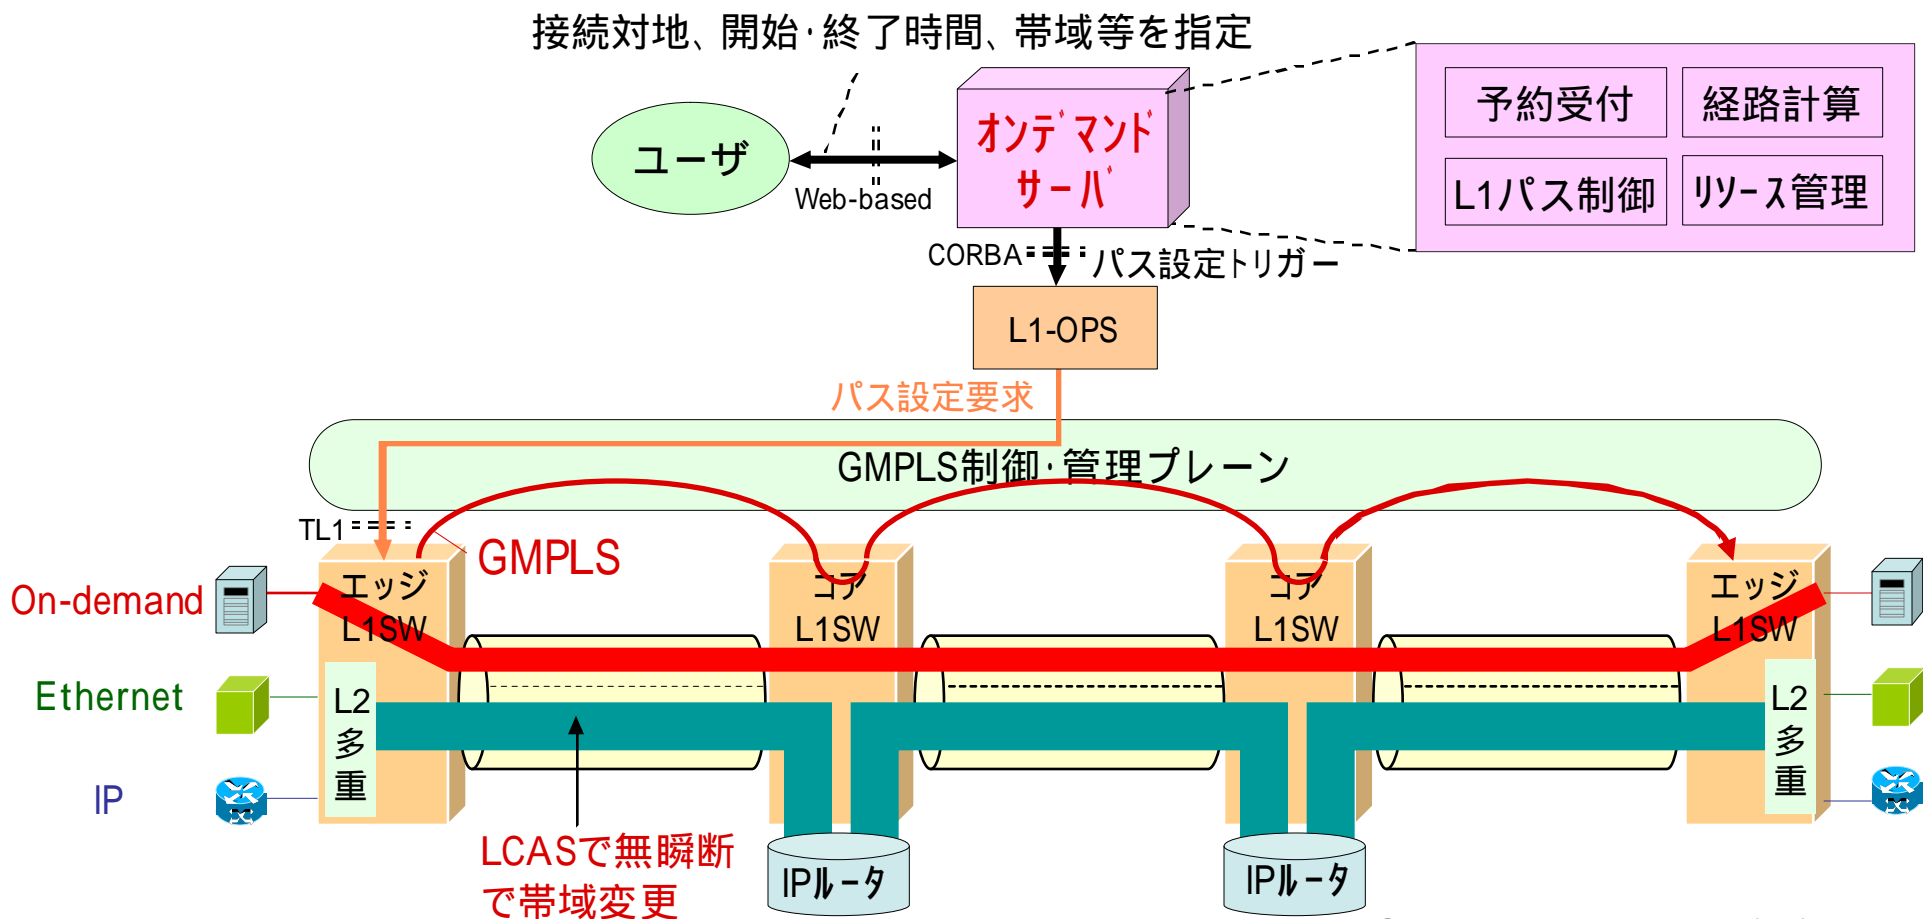 接続対地、開始･終了時間、帯域等を指定
予約受付
経路計算
L1パス制御
ﾘｿｰｽ管理
ｵﾝﾃﾞﾏﾝﾄﾞ
ｻｰﾊﾞ
ユーザ
Web-based
CORBA
パス設定トリガー
L1-OPS
パス設定要求
GMPLS制御･管理プレーン
TL1
GMPLS
エッジ
L1SW
コア
L1SW
コア
L1SW
エッジ
L1SW
On-demand
Ethernet
IP
L2
多
重
L2
多
重
LCASで無瞬断
で帯域変更
IPﾙｰﾀ
IPﾙｰﾀ